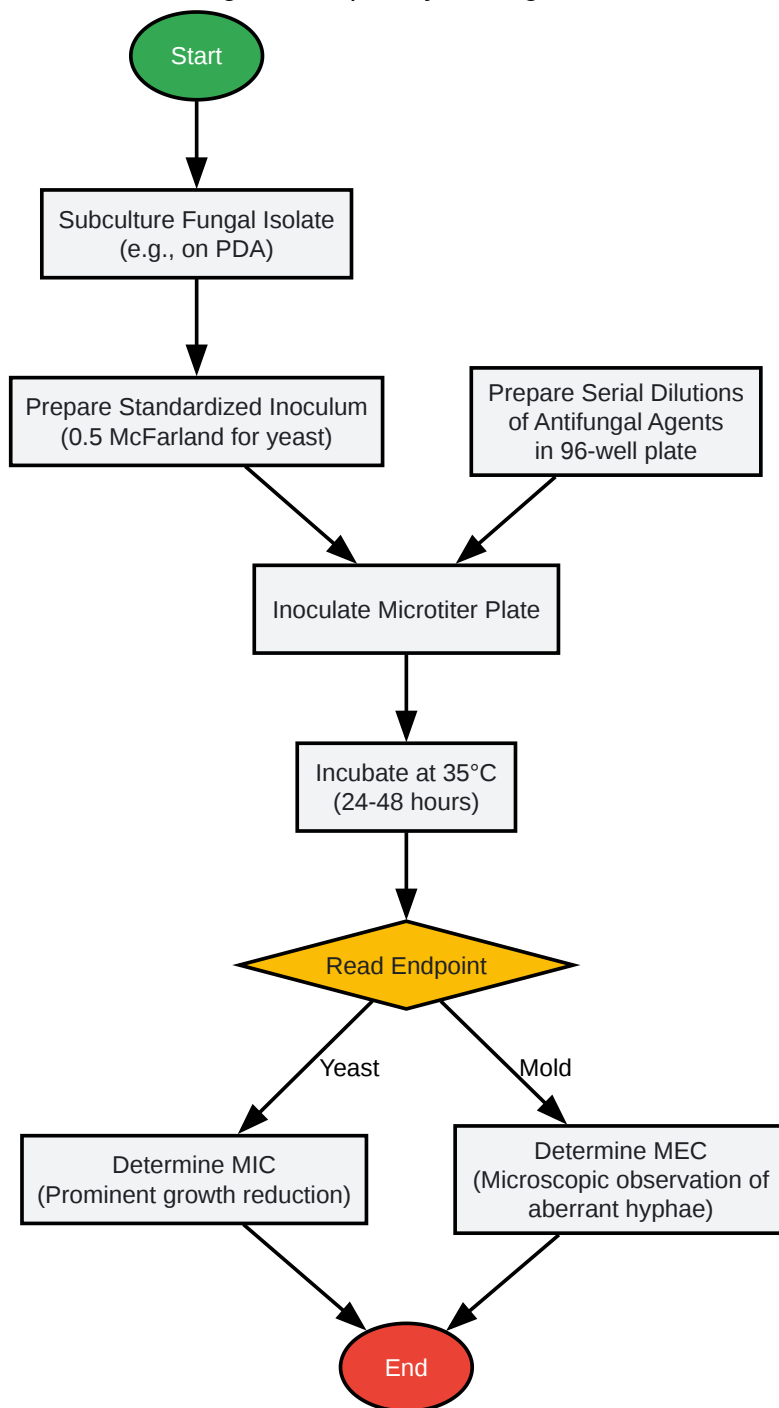 Start
Subculture Fungal Isolate
(e.g., on PDA)
Prepare Standardized Inoculum
(0.5 McFarland for yeast)
Prepare Serial Dilutions
of Antifungal Agents
in 96-well plate
Inoculate Microtiter Plate
Incubate at 35°C
(24-48 hours)
Read Endpoint
Yeast
Mold
Determine MIC
(Prominent growth reduction)
Determine MEC
(Microscopic observation of
aberrant hyphae)
End